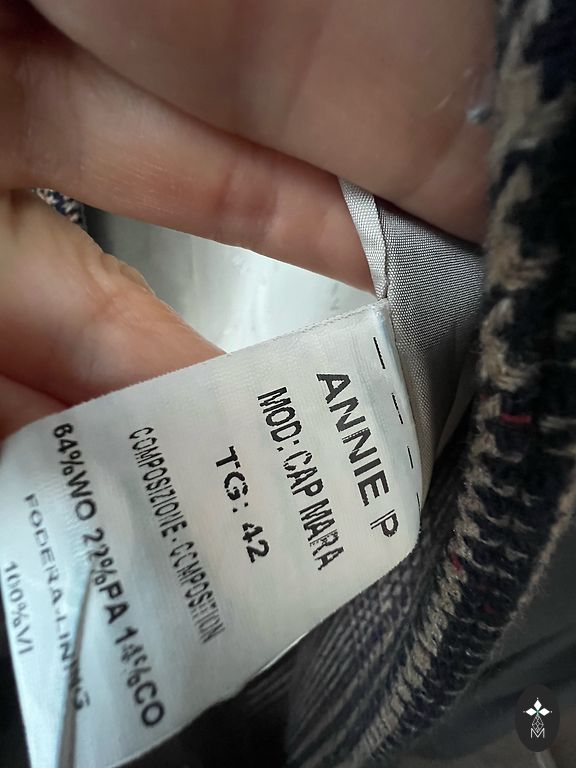 ANNIE P
MOD: CAP MARA
TG: 42
COMPOSIZIONE - COMPOSITION
64%WO 22%PA 14%CO
FODERA-LINING
100%VI
M